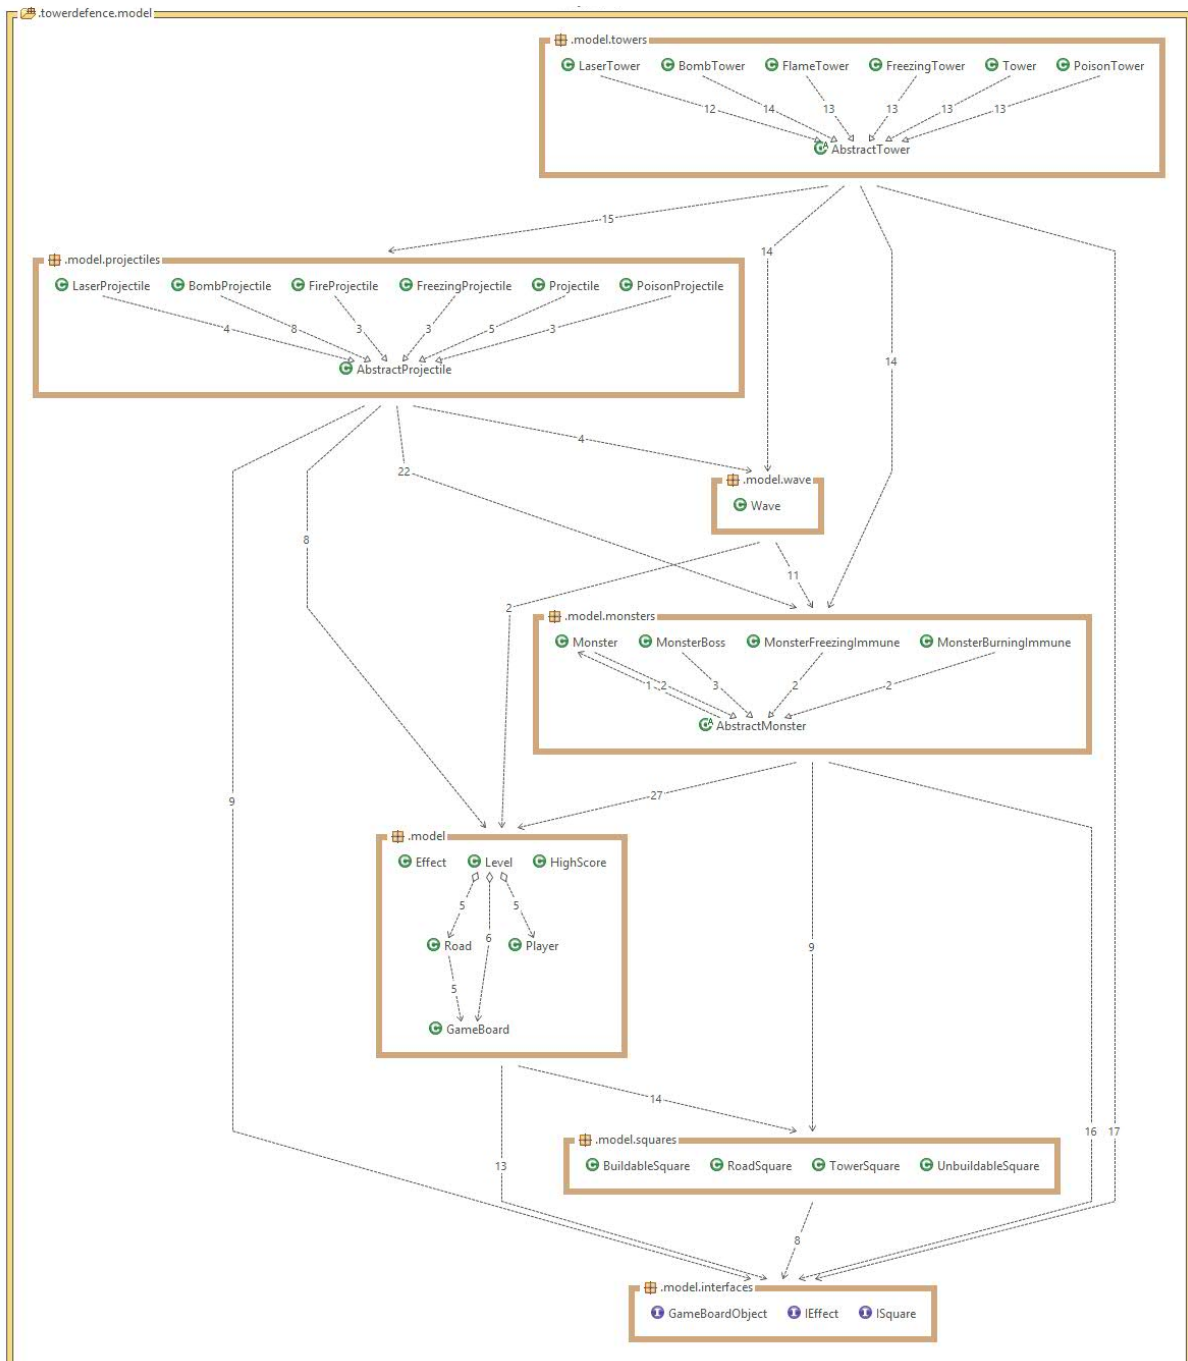 .towerdefence.model
.model.towers
LaserTower BombTower FlameTower FreezingTower Tower PoisonTower
12 14 13 13 13 13
AbstractTower
15
14
.model.projectiles
LaserProjectile BombProjectile FireProjectile FreezingProjectile Projectile PoisonProjectile
4 8 3 3 5 3
AbstractProjectile
14
4
22
.model.wave
Wave
8
11
2
.model.monsters
Monster MonsterBoss MonsterFreezingImmune MonsterBurningImmune
1 2 3 2 2
AbstractMonster
9
27
.model
Effect Level HighScore
5 5
6
Road Player
9
5
GameBoard
14
16 17
.model.squares
BuildableSquare RoadSquare TowerSquare UnbuildableSquare
13
8
.model.interfaces
GameBoardObject IEffect ISquare